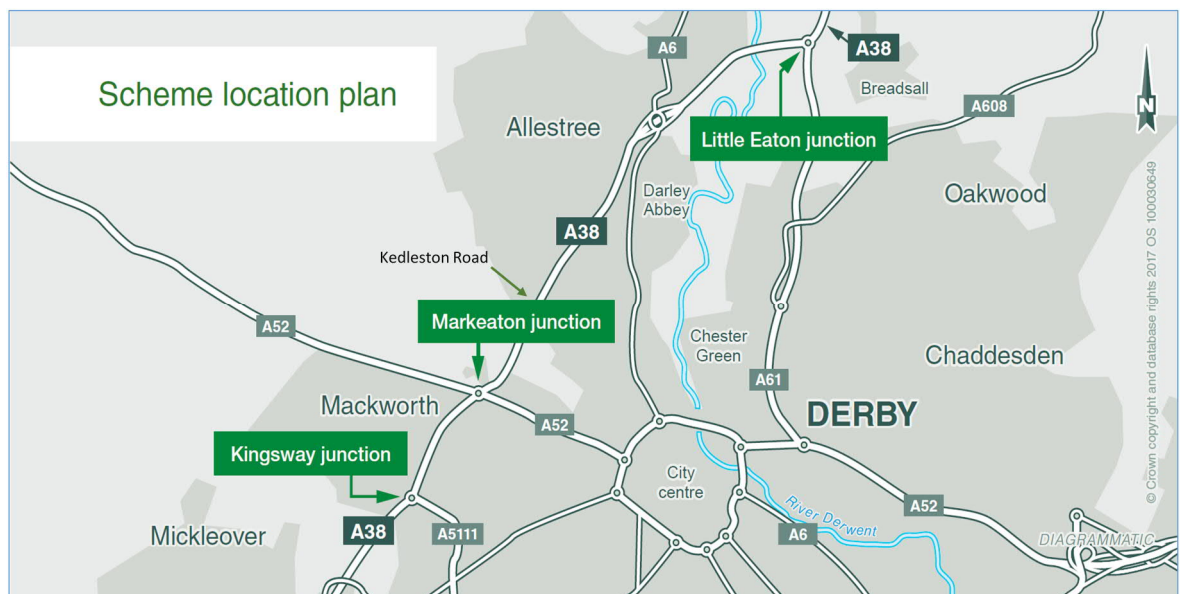 Scheme location plan
A6
A38
Breadsall
A608
N
Allestree
Little Eaton junction
Darley
Abbey
Oakwood
A38
Kedleston Road
Markeaton junction
A52
Chester
Green
Chaddesden
A61
Mackworth
A52
DERBY
Kingsway junction
City
centre
River Derwent
A52
Mickleover
A38
A5111
A6
DIAGRAMMATIC
© Crown copyright and database rights 2017 OS 100030649